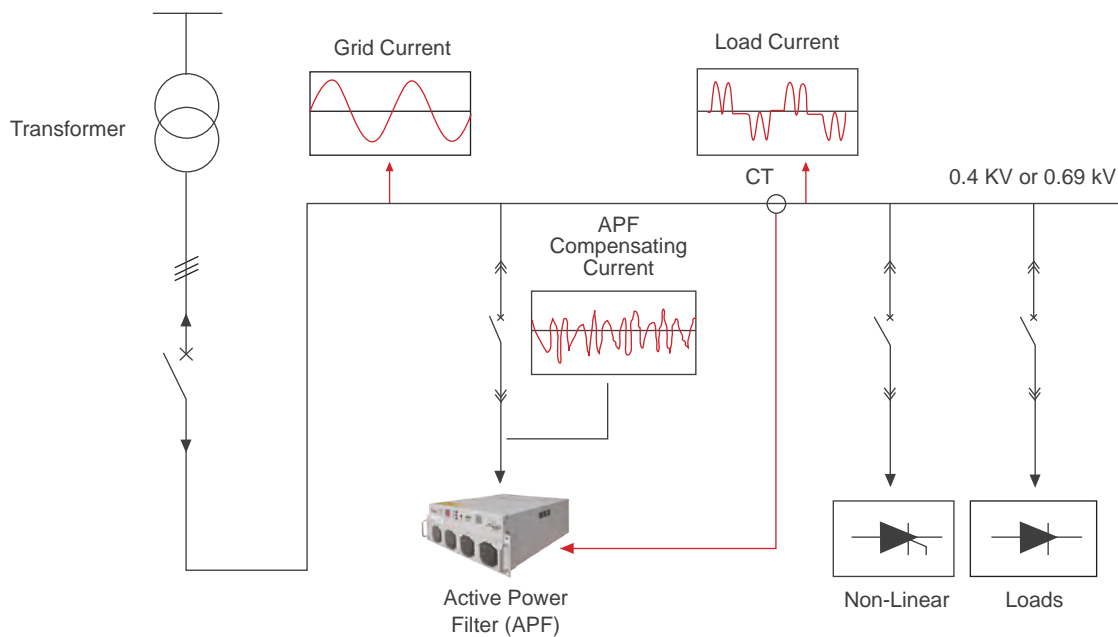 Grid Current
Load Current
Transformer
CT
0.4 KV or 0.69 kV
APF
Compensating
Current
Active Power
Filter (APF)
Non-Linear
Loads